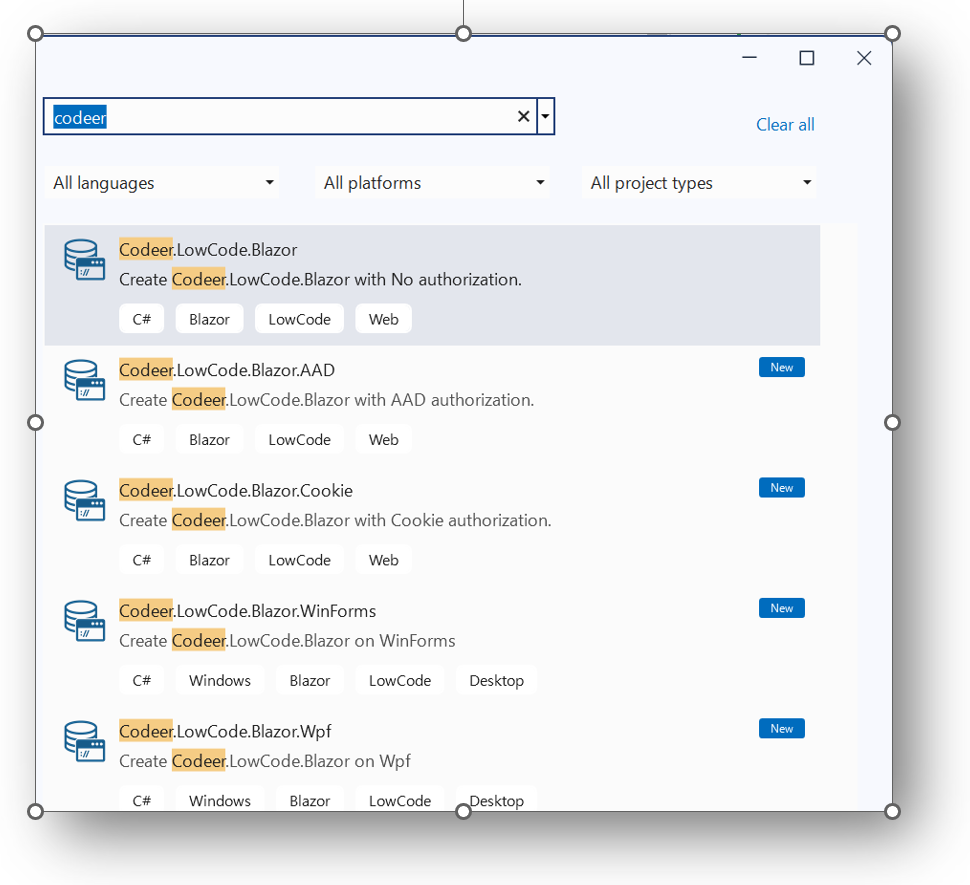 codeer
Clear all
All languages
All platforms
All project types
Codeer.LowCode.Blazor
Create Codeer.LowCode.Blazor with No authorization.
C# Blazor LowCode Web
Codeer.LowCode.Blazor.AAD
New
Create Codeer.LowCode.Blazor with AAD authorization.
C# Blazor LowCode Web
Codeer.LowCode.Blazor.Cookie
New
Create Codeer.LowCode.Blazor with Cookie authorization.
C# Blazor LowCode Web
Codeer.LowCode.Blazor.WinForms
New
Create Codeer.LowCode.Blazor on WinForms
C# Windows Blazor LowCode Desktop
Codeer.LowCode.Blazor.Wpf
New
Create Codeer.LowCode.Blazor on Wpf
C# Windows Blazor LowCode Desktop